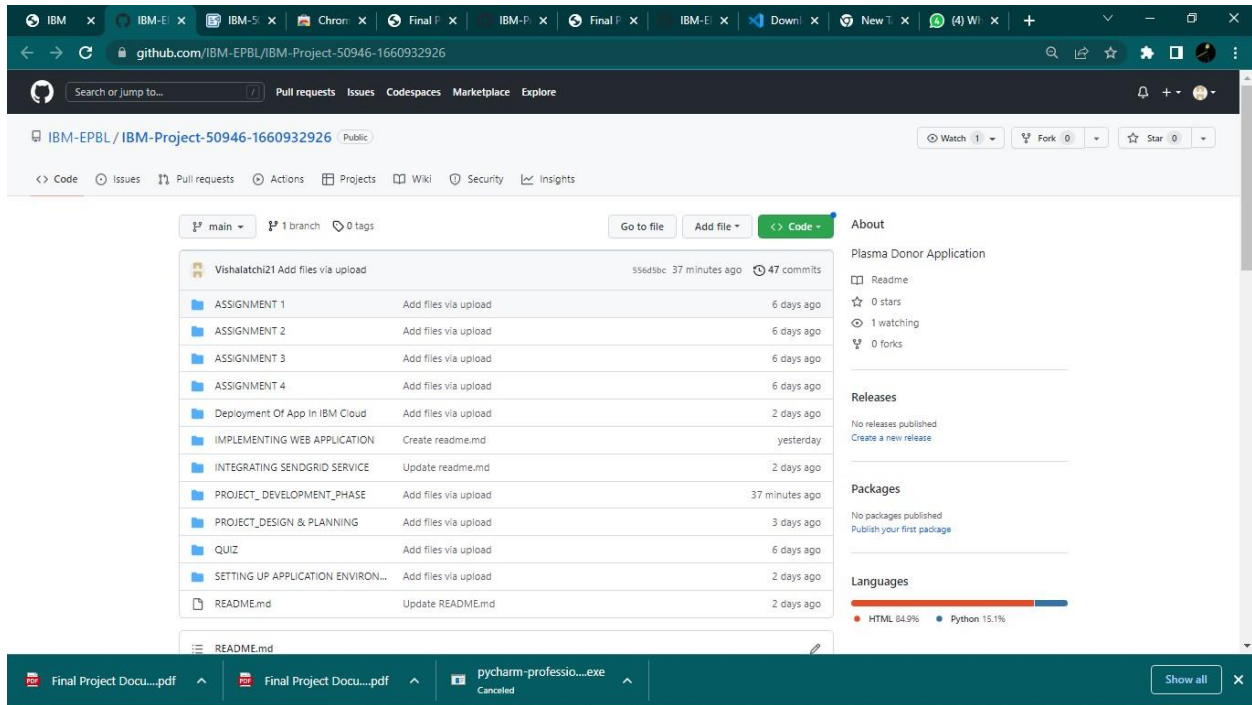 IBM IBM-El IBM-50 Chrom Final P IBM-P Final P IBM-El Downl New T (4) Wh
github.com/IBM-EPBL/IBM-Project-50946-1660932926
Search or jump to... / Pull requests Issues Codespaces Marketplace Explore
IBM-EPBL / IBM-Project-50946-1660932926 Public Watch 1 Fork 0 Star 0
<> Code Issues Pull requests Actions Projects Wiki Security Insights
main 1 branch 0 tags Go to file Add file <> Code
About
Plasma Donor Application
Readme
0 stars
1 watching
0 forks
Vishalatchi21 Add files via upload 556d5bc 37 minutes ago 47 commits
ASSIGNMENT 1 Add files via upload 6 days ago
ASSIGNMENT 2 Add files via upload 6 days ago
ASSIGNMENT 3 Add files via upload 6 days ago
ASSIGNMENT 4 Add files via upload 6 days ago
Deployment Of App In IBM Cloud Add files via upload 2 days ago
IMPLEMENTING WEB APPLICATION Create readme.md yesterday
INTEGRATING SENDGRID SERVICE Update readme.md 2 days ago
PROJECT_ DEVELOPMENT_PHASE Add files via upload 37 minutes ago
PROJECT_DESIGN & PLANNING Add files via upload 3 days ago
QUIZ Add files via upload 6 days ago
SETTING UP APPLICATION ENVIRON... Add files via upload 2 days ago
README.md Update README.md 2 days ago
README.md
Releases
No releases published
Create a new release
Packages
No packages published
Publish your first package
Languages
HTML 84.9% Python 15.1%
Final Project Docu....pdf Final Project Docu....pdf pycharm-professio....exe Show all
Canceled